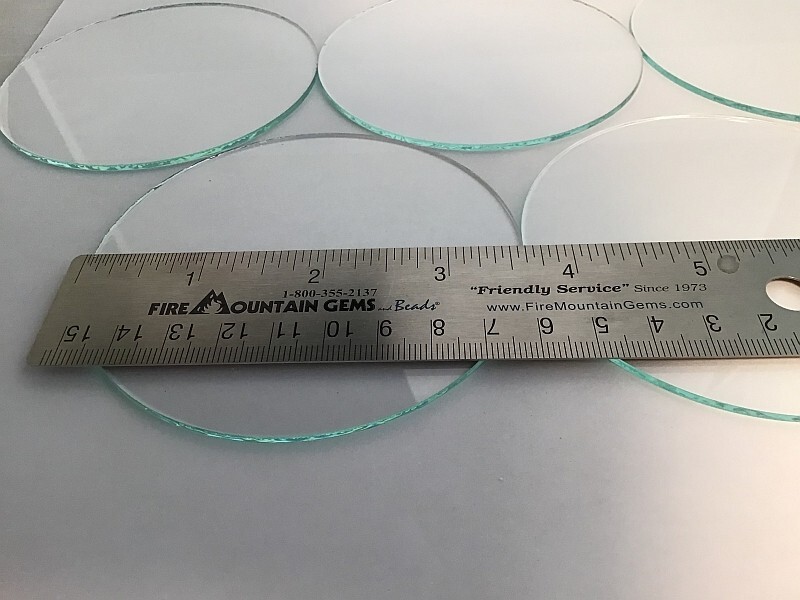 1 2 3 4 5
1-800-355-2137
FIRE MOUNTAIN GEMS and Beads®
"Friendly Service" Since 1973
www.FireMountainGems.com
15 14 13 12 11 10 9 8 7 6 5 4 3 2